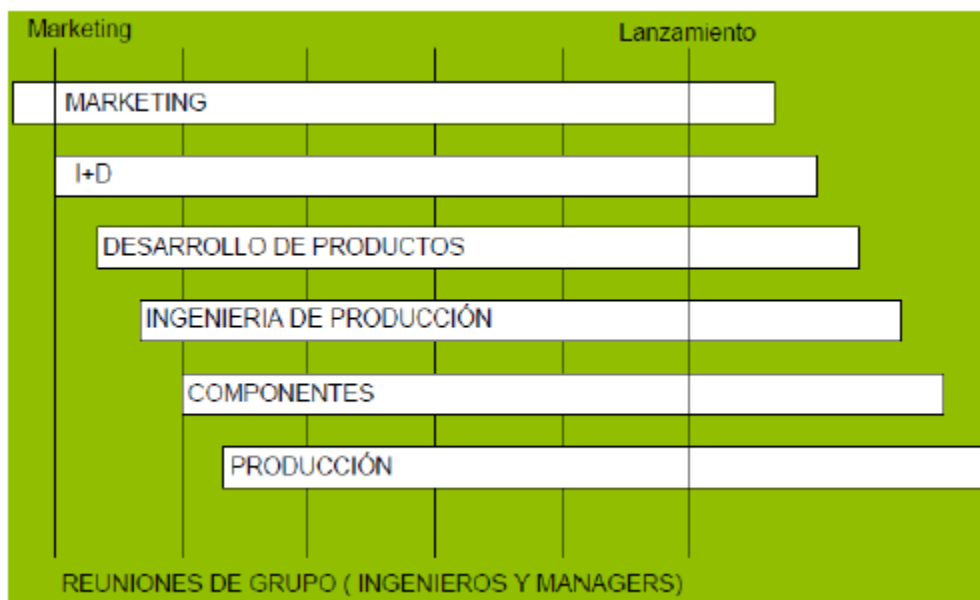 Marketing
Lanzamiento
MARKETING
I+D
DESARROLLO DE PRODUCTOS
INGENIERIA DE PRODUCCIÓN
COMPONENTES
PRODUCCIÓN
REUNIONES DE GRUPO ( INGENIEROS Y MANAGERS)